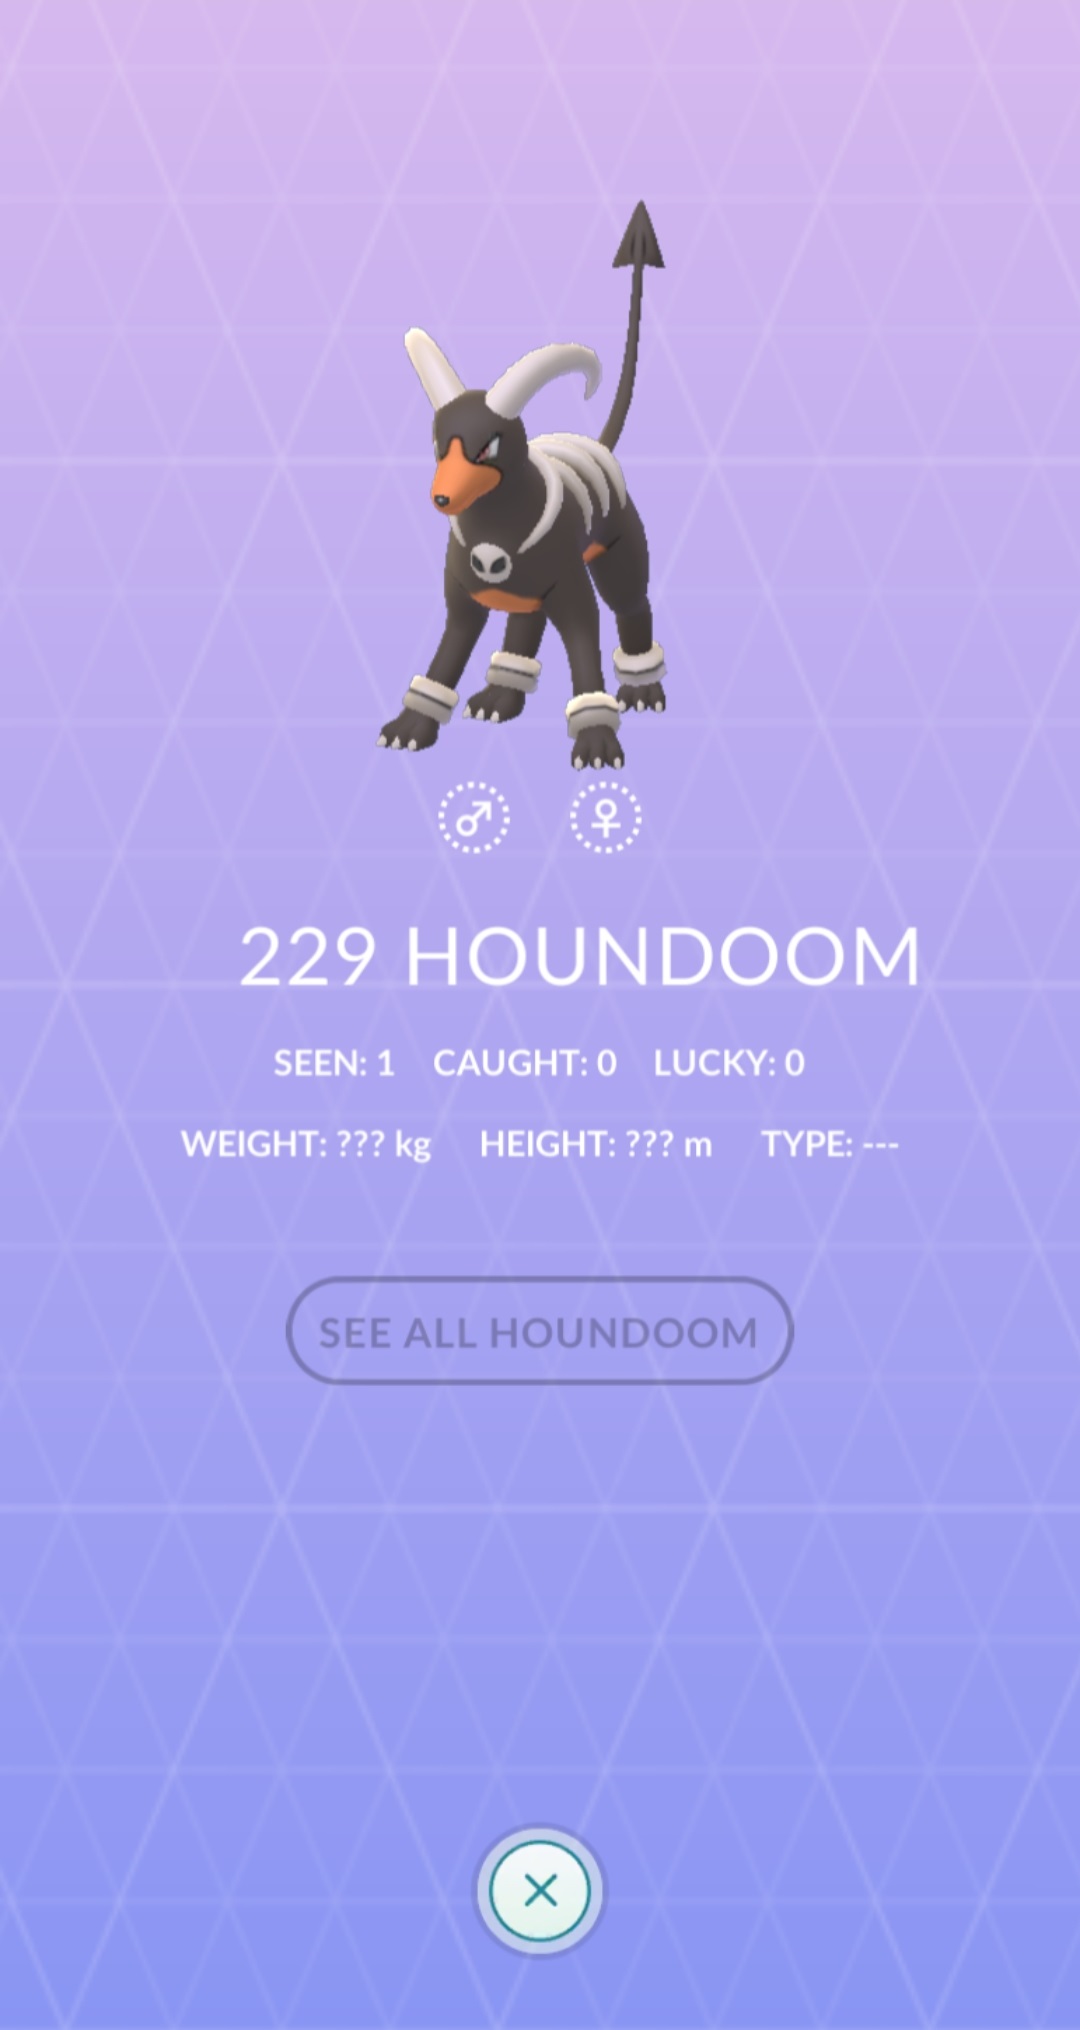 229 HOUNDOOM
SEEN: 1 CAUGHT: 0 LUCKY: 0
WEIGHT: ??? kg HEIGHT: ??? m TYPE: ---
SEE ALL HOUNDOOM